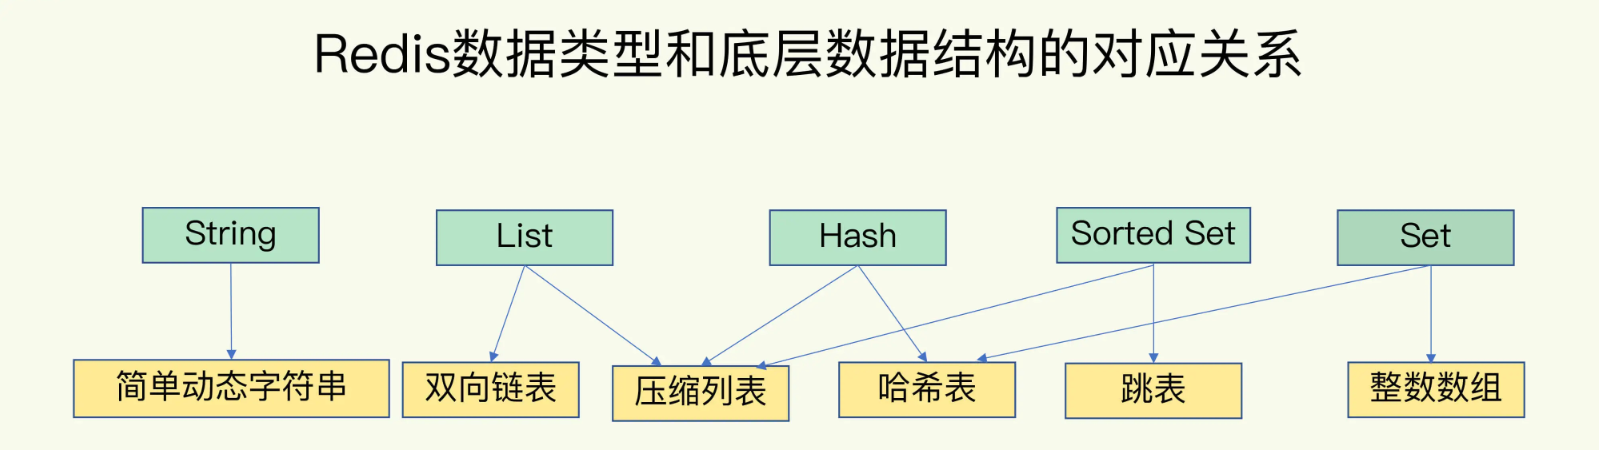 Redis数据类型和底层数据结构的对应关系
String
List
Hash
Sorted Set
Set
简单动态字符串
双向链表
压缩列表
哈希表
跳表
整数数组